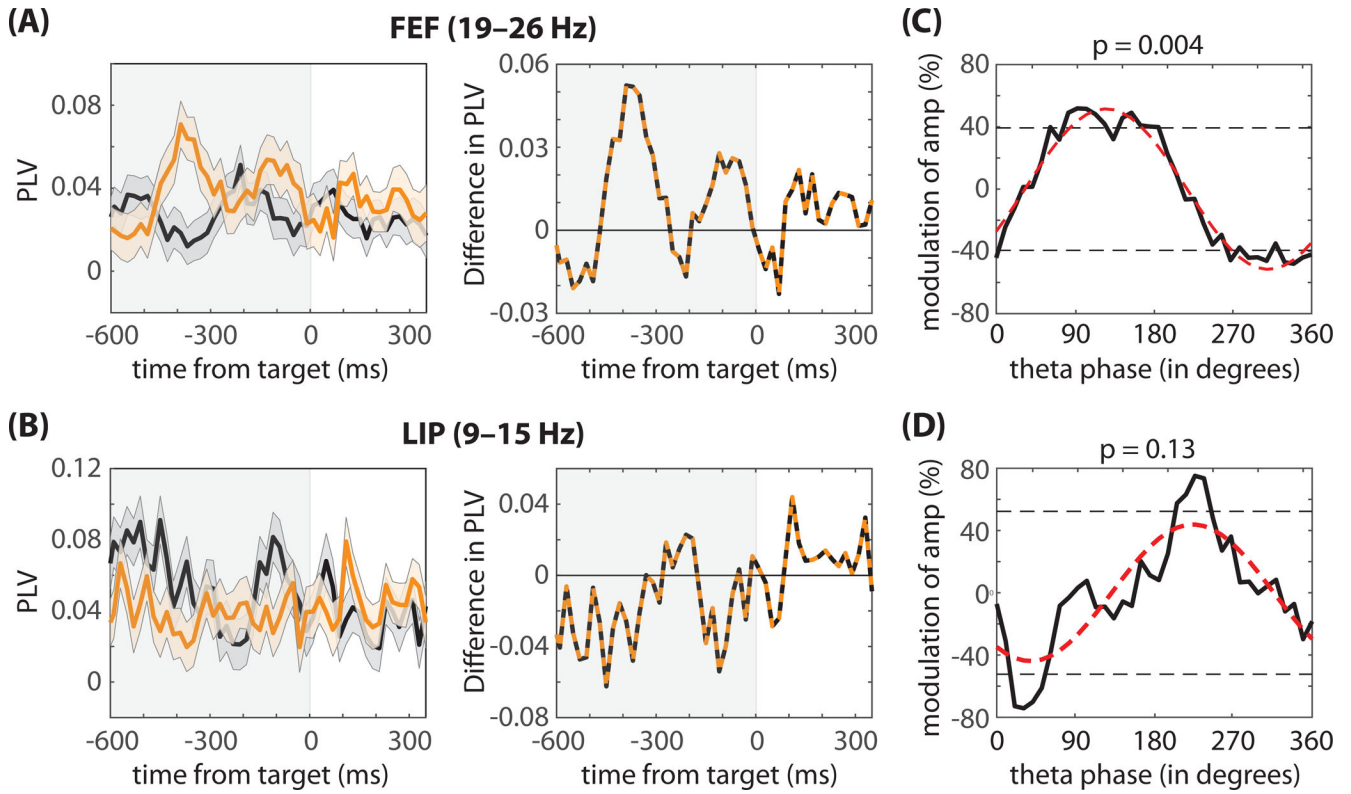 (A)
FEF (19–26 Hz)
PLV
0.08
0.04
0
-600
-300
0
300
time from target (ms)
Difference in PLV
0.06
0.03
0
-0.03
-600
-300
0
300
time from target (ms)
(C)
p = 0.004
modulation of amp (%)
80
40
0
-40
-80
0
90
180
270
360
theta phase (in degrees)
(B)
LIP (9–15 Hz)
PLV
0.12
0.08
0.04
0
-600
-300
0
300
time from target (ms)
Difference in PLV
0.04
0
-0.04
-0.08
-600
-300
0
300
time from target (ms)
(D)
p = 0.13
modulation of amp (%)
80
40
0
-40
-80
0
90
180
270
360
theta phase (in degrees)